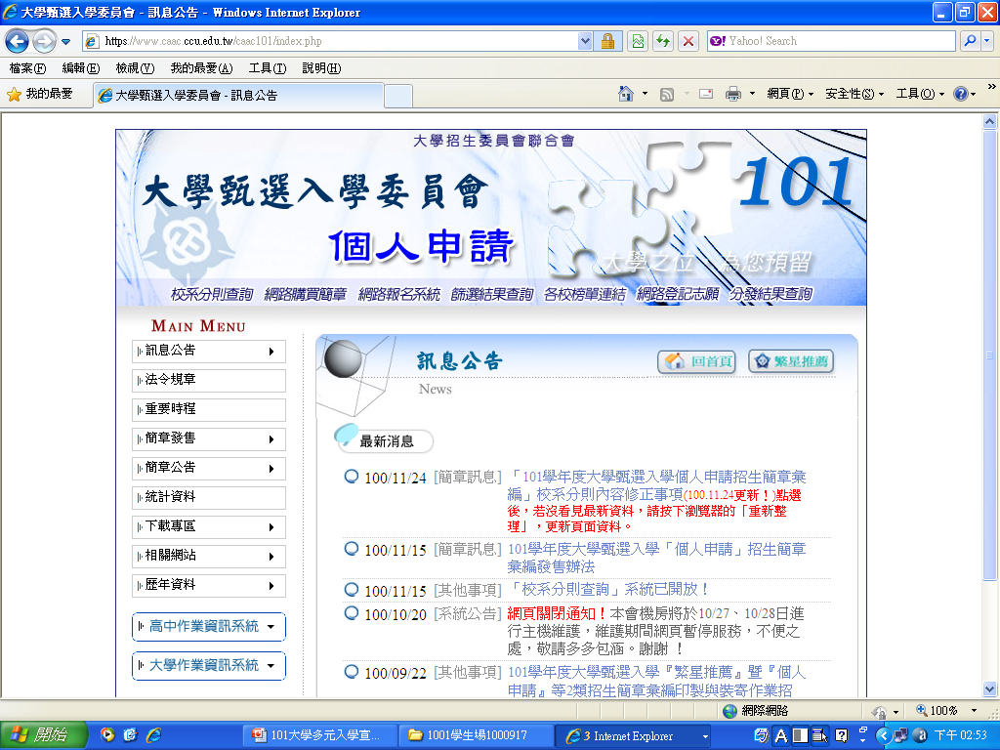 大學甄選入學委員會 - 訊息公告 - Windows Internet Explorer
https://www.caac.ccu.edu.tw/caac101/index.php
Yahoo! Search
檔案(F) 編輯(E) 檢視(V) 我的最愛(A) 工具(T) 說明(H)
我的最愛
大學甄選入學委員會 - 訊息公告
網頁(P) 安全性(S) 工具(O)
大學招生委員會聯合會
大學甄選入學委員會
101
個人申請
大學之位 為您預留
校系分則查詢 網路購買簡章 網路報名系統 篩選結果查詢 各校榜單連結 網路登記志願 分發結果查詢
MAIN MENU
訊息公告
法令規章
重要時程
簡章發售
簡章公告
統計資料
下載專區
相關網站
歷年資料
高中作業資訊系統
大學作業資訊系統
訊息公告
News
回首頁
繁星推薦
最新消息
100/11/24 [簡章訊息] 「101學年度大學甄選入學個人申請招生簡章彙
編」校系分則內容修正事項(100.11.24更新！)點選
後，若沒看見最新資料，請按下瀏覽器的「重新整
理」，更新頁面資料。
100/11/15 [簡章訊息] 101學年度大學甄選入學「個人申請」招生簡章
彙編發售辦法
100/11/15 [其他事項] 「校系分則查詢」系統已開放！
100/10/20 [系統公告] 網頁關閉通知！本會機房將於10/27、10/28日進
行主機維護，維護期間網頁暫停服務，不便之
處，敬請多多包涵。謝謝 ！
100/09/22 [其他事項] 101學年度大學甄選入學『繁星推薦』暨『個人
申請』等2類招生簡章彙編印製與裝寄作業招
網際網路
100%
開始
101大學多元入學宣...
1001學生場1000917
3 Internet Explorer
下午 02:53